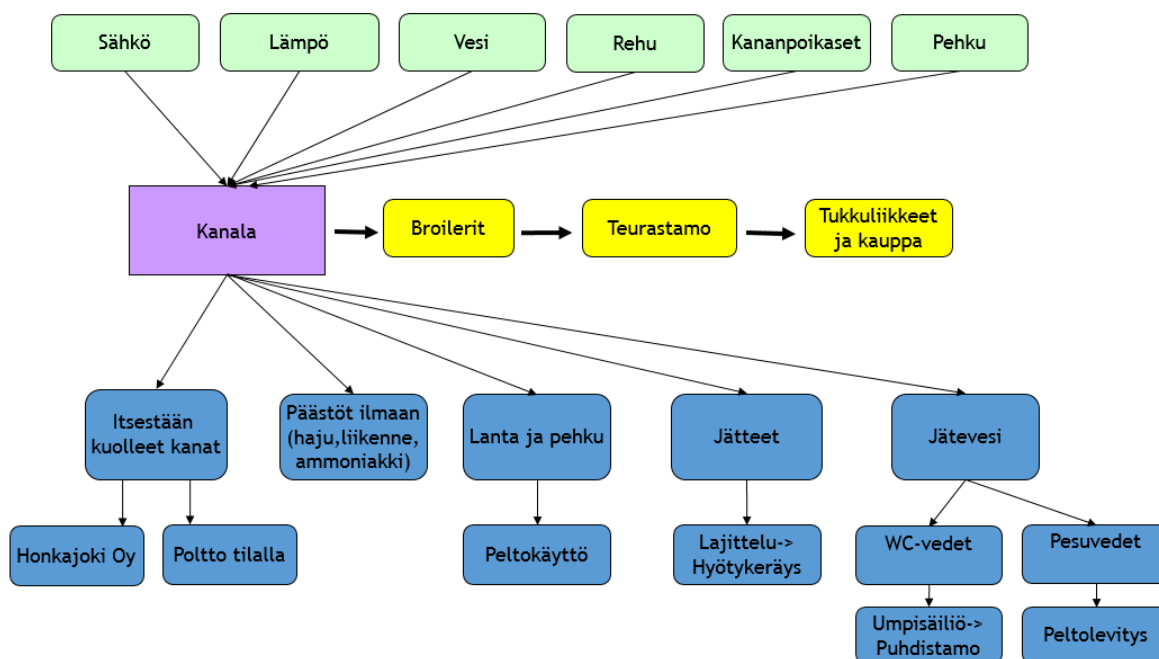 Sähkö
Lämpö
Vesi
Rehu
Kananpoikaset
Pehku
Kanala
Broilerit
Teurastamo
Tukkuliikkeet
ja kauppa
Itsestään
kuolleet kanat
Päästöt ilmaan
(haju,liikenne,
ammoniakki)
Lanta ja pehku
Jätteet
Jätevesi
Honkajoki Oy
Poltto tilalla
Peltokäyttö
Lajittelu->
Hyötykeräys
WC-vedet
Pesuvedet
Umpisäiliö->
Puhdistamo
Peltolevitys